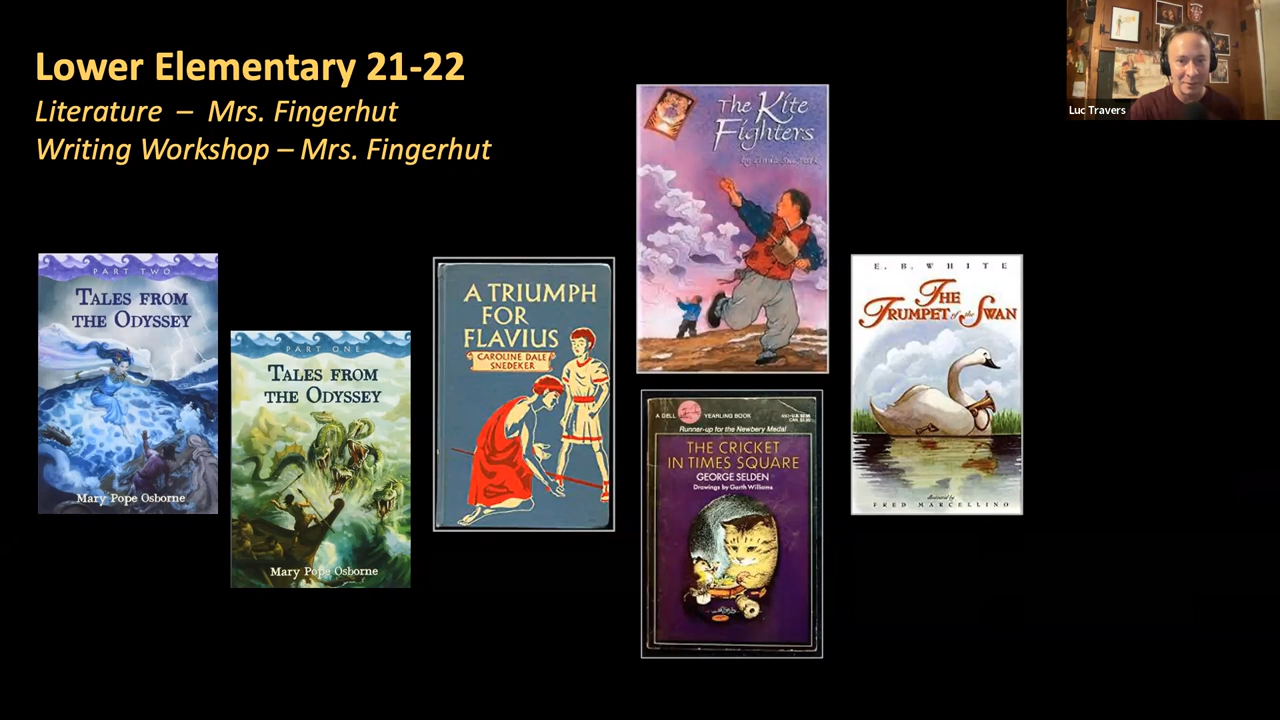 Lower Elementary 21-22
Literature – Mrs. Fingerhut
Writing Workshop – Mrs. Fingerhut
Luc Travers
PART TWO
TALES FROM
THE ODYSSEY
Mary Pope Osborne
PART ONE
TALES FROM
THE ODYSSEY
Mary Pope Osborne
A TRIUMPH
FOR
FLAVIUS
CAROLINE DALE
SNEDEKER
The Kite
Fighters
A DELL YEARLING BOOK
Runner-up for the Newbery Medal
THE CRICKET
IN TIMES SQUARE
GEORGE SELDEN
Drawings by Garth Williams
E. B. WHITE
THE
TRUMPET of the SWAN
illustrated by
FRED MARCELLINO